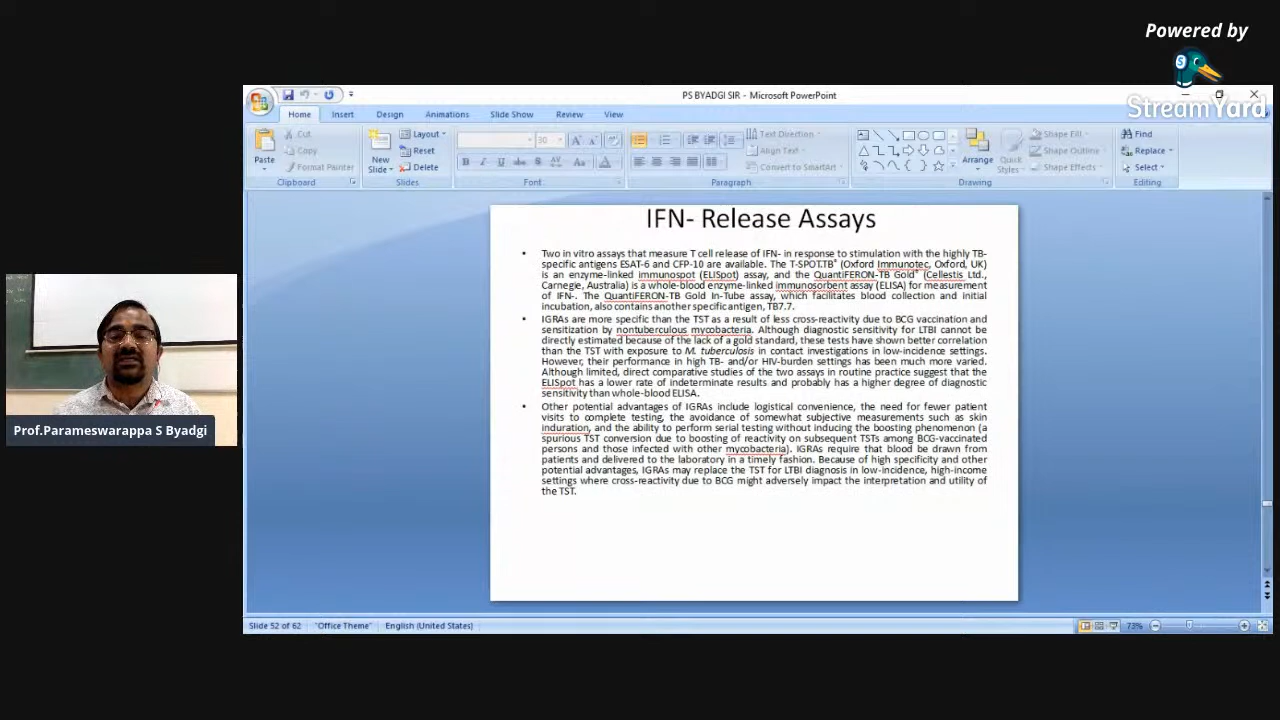 Powered by
StreamYard
PS BYADGI SIR - Microsoft PowerPoint
Home Insert Design Animations Slide Show Review View
Paste
Cut
Copy
Format Painter
Clipboard
New
Slide
Layout
Reset
Delete
Slides
30
Font
Text Direction
Align Text
Convert to SmartArt
Paragraph
Arrange
Quick
Styles
Shape Fill
Shape Outline
Shape Effects
Drawing
Find
Replace
Select
Editing
IFN- Release Assays
• Two in vitro assays that measure T cell release of IFN- in response to stimulation with the highly TB-
specific antigens ESAT-6 and CFP-10 are available. The T-SPOT.TB® (Oxford Immunotec, Oxford, UK)
is an enzyme-linked immunospot (ELISpot) assay, and the QuantiFERON-TB Gold® (Cellestis Ltd.,
Carnegie, Australia) is a whole-blood enzyme-linked immunosorbent assay (ELISA) for measurement
of IFN-. The QuantiFERON-TB Gold In-Tube assay, which facilitates blood collection and initial
incubation, also contains another specific antigen, TB7.7.
• IGRAs are more specific than the TST as a result of less cross-reactivity due to BCG vaccination and
sensitization by nontuberculous mycobacteria. Although diagnostic sensitivity for LTBI cannot be
directly estimated because of the lack of a gold standard, these tests have shown better correlation
than the TST with exposure to M. tuberculosis in contact investigations in low-incidence settings.
However, their performance in high TB- and/or HIV-burden settings has been much more varied.
Although limited, direct comparative studies of the two assays in routine practice suggest that the
ELISpot has a lower rate of indeterminate results and probably has a higher degree of diagnostic
sensitivity than whole-blood ELISA.
• Other potential advantages of IGRAs include logistical convenience, the need for fewer patient
visits to complete testing, the avoidance of somewhat subjective measurements such as skin
induration, and the ability to perform serial testing without inducing the boosting phenomenon (a
spurious TST conversion due to boosting of reactivity on subsequent TSTs among BCG-vaccinated
persons and those infected with other mycobacteria). IGRAs require that blood be drawn from
patients and delivered to the laboratory in a timely fashion. Because of high specificity and other
potential advantages, IGRAs may replace the TST for LTBI diagnosis in low-incidence, high-income
settings where cross-reactivity due to BCG might adversely impact the interpretation and utility of
the TST.
Prof.Parameswarappa S Byadgi
Slide 52 of 62 "Office Theme" English (United States) 73%